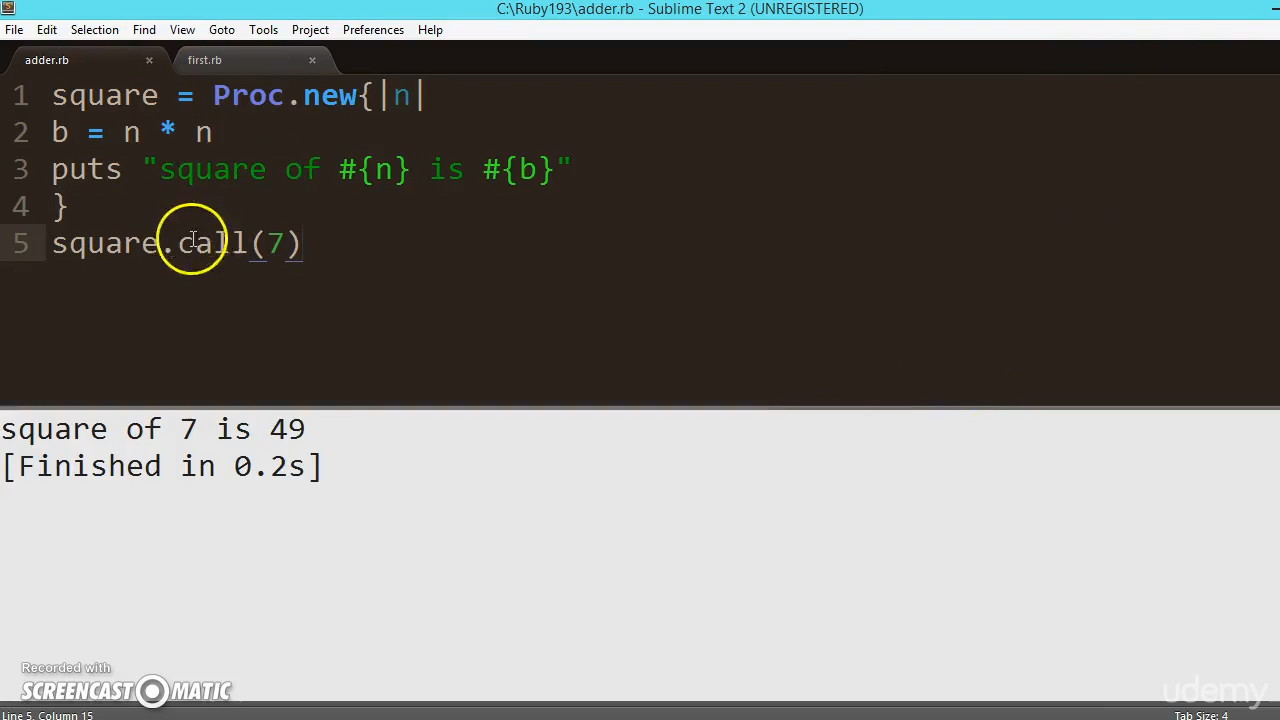 C:\Ruby193\adder.rb - Sublime Text 2 (UNREGISTERED)
File Edit Selection Find View Goto Tools Project Preferences Help
adder.rb × first.rb ×
1 square = Proc.new{|n|
2 b = n * n
3 puts "square of #{n} is #{b}"
4 }
5 square.call(7)
square of 7 is 49
[Finished in 0.2s]
Recorded with
SCREENCAST MATIC
udemy
Line 5, Column 15 Tab Size: 4